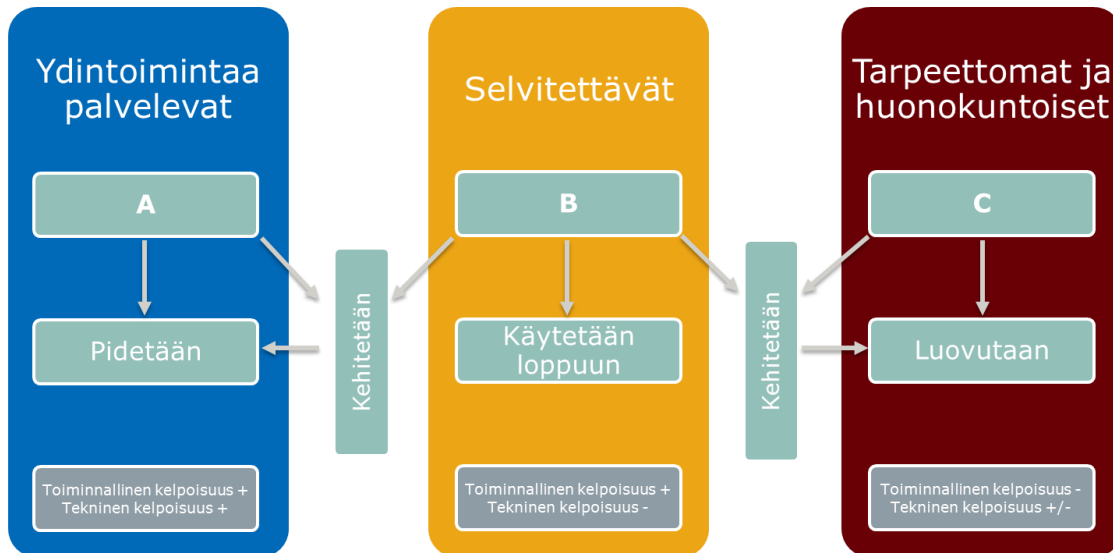 Ydintoimintaa
palvelevat
A
Pidetään
Toiminnallinen kelpoisuus +
Tekninen kelpoisuus +
Kehitetään
Selvitettävät
B
Käytetään
loppuun
Toiminnallinen kelpoisuus +
Tekninen kelpoisuus -
Kehitetään
Tarpeettomat ja
huonokuntoiset
C
Luovutaan
Toiminnallinen kelpoisuus -
Tekninen kelpoisuus +/-